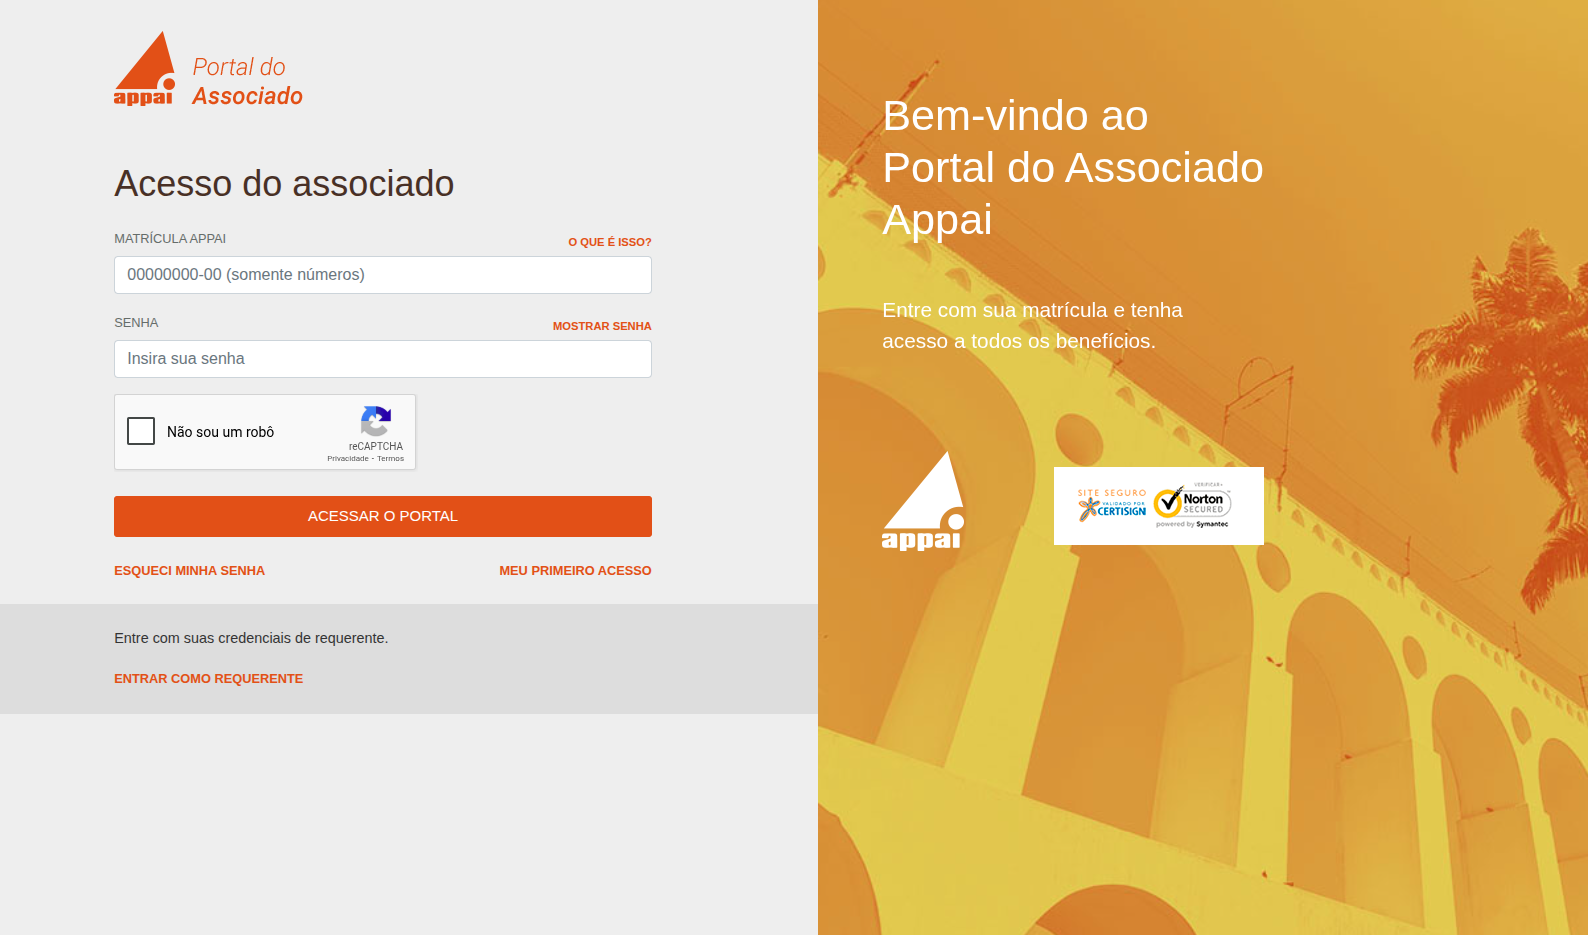 appai
Portal do
Associado
Acesso do associado
MATRÍCULA APPAI
O QUE É ISSO?
00000000-00 (somente números)
SENHA
MOSTRAR SENHA
Insira sua senha
Não sou um robô
reCAPTCHA
Privacidade - Termos
ACESSAR O PORTAL
ESQUECI MINHA SENHA
MEU PRIMEIRO ACESSO
Entre com suas credenciais de requerente.
ENTRAR COMO REQUERENTE
Bem-vindo ao
Portal do Associado
Appai
Entre com sua matrícula e tenha
acesso a todos os benefícios.
appai
SITE SEGURO
VALIDADO POR
CERTISIGN
VERIFICAR>
Norton
SECURED
powered by Symantec